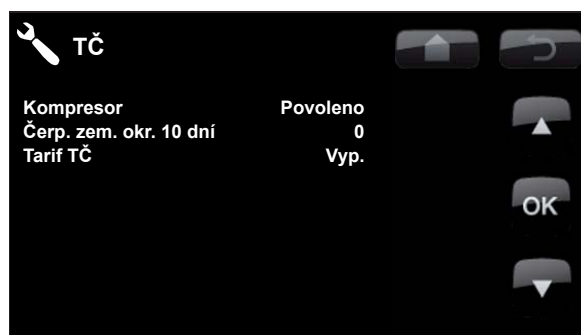 TČ
Kompresor Povoleno
Čerp. zem. okr. 10 dní 0
Tarif TČ Vyp.
OK